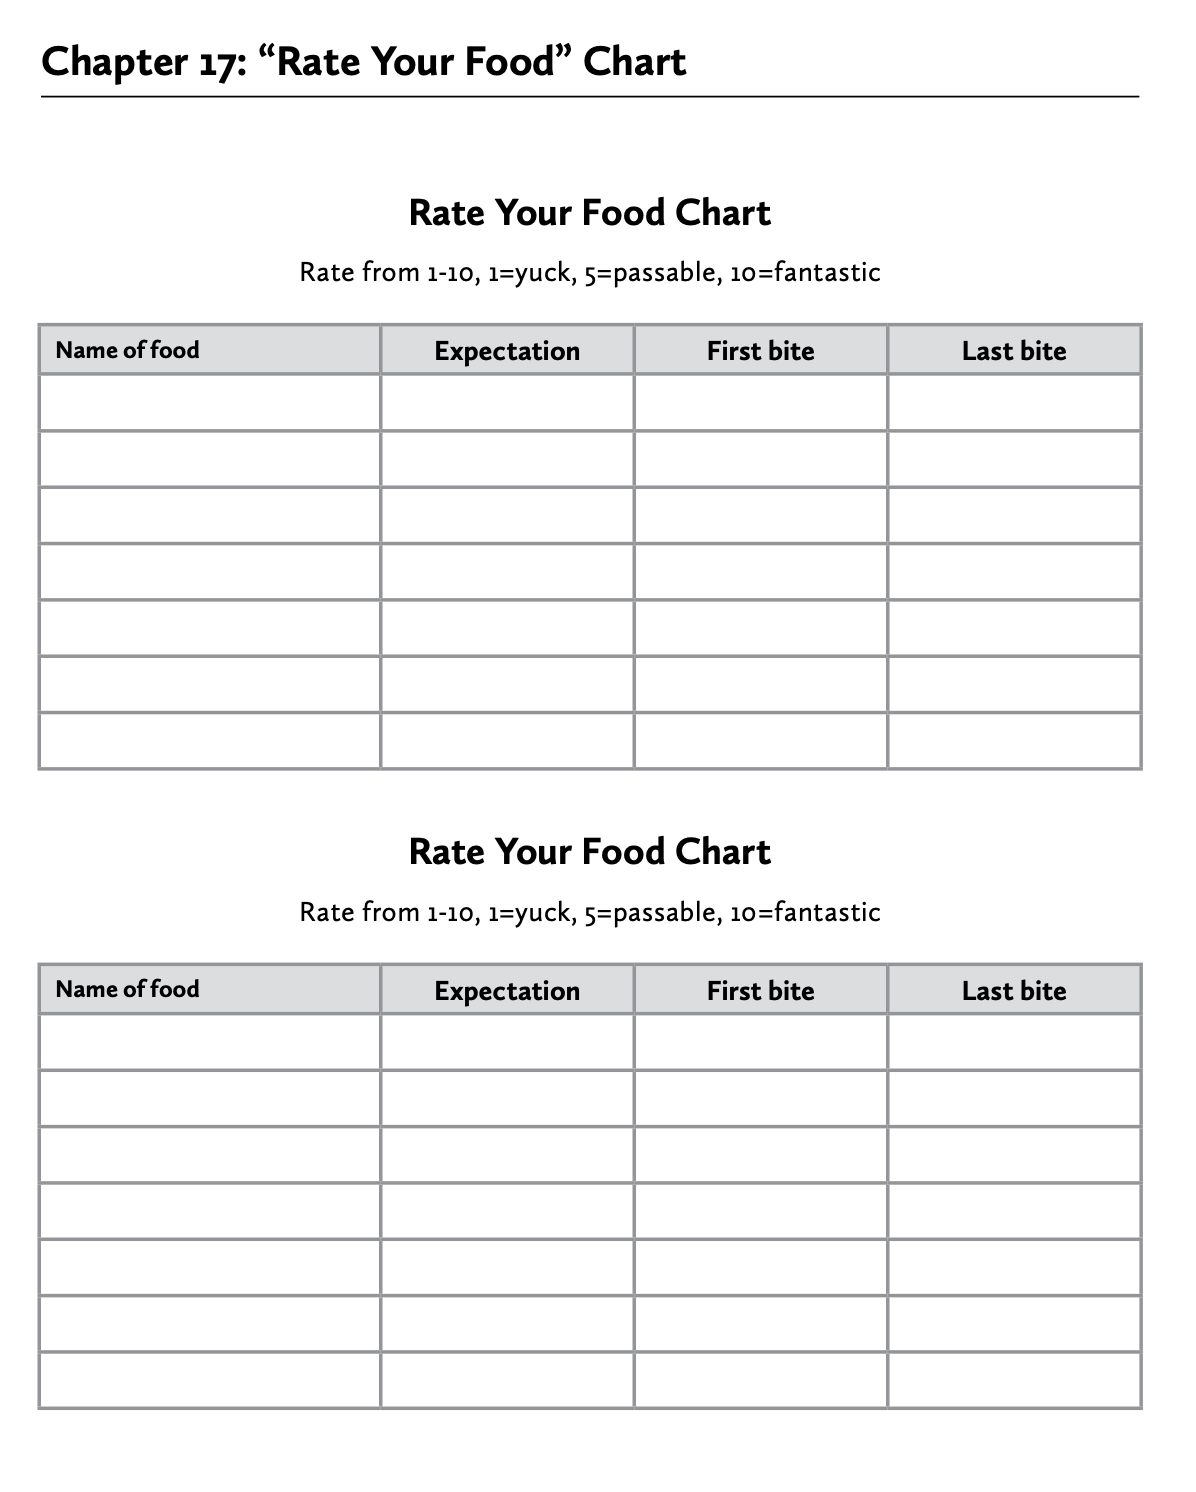 Chapter 17: “Rate Your Food” Chart
Rate Your Food Chart
Rate from 1-10, 1=yuck, 5=passable, 10=fantastic
Name of food Expectation First bite Last bite
Rate Your Food Chart
Rate from 1-10, 1=yuck, 5=passable, 10=fantastic
Name of food Expectation First bite Last bite